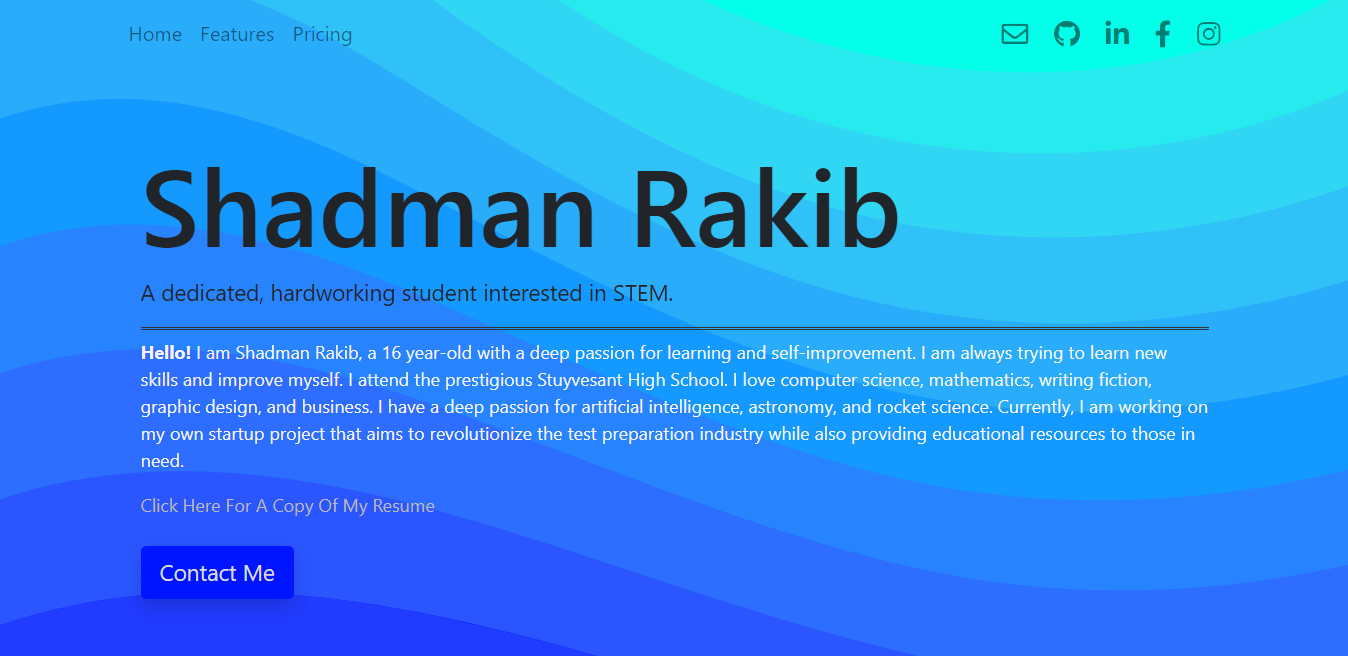 Home Features Pricing
Shadman Rakib
A dedicated, hardworking student interested in STEM.
Hello! I am Shadman Rakib, a 16 year-old with a deep passion for learning and self-improvement. I am always trying to learn new
skills and improve myself. I attend the prestigious Stuyvesant High School. I love computer science, mathematics, writing fiction,
graphic design, and business. I have a deep passion for artificial intelligence, astronomy, and rocket science. Currently, I am working on
my own startup project that aims to revolutionize the test preparation industry while also providing educational resources to those in
need.
Click Here For A Copy Of My Resume
Contact Me